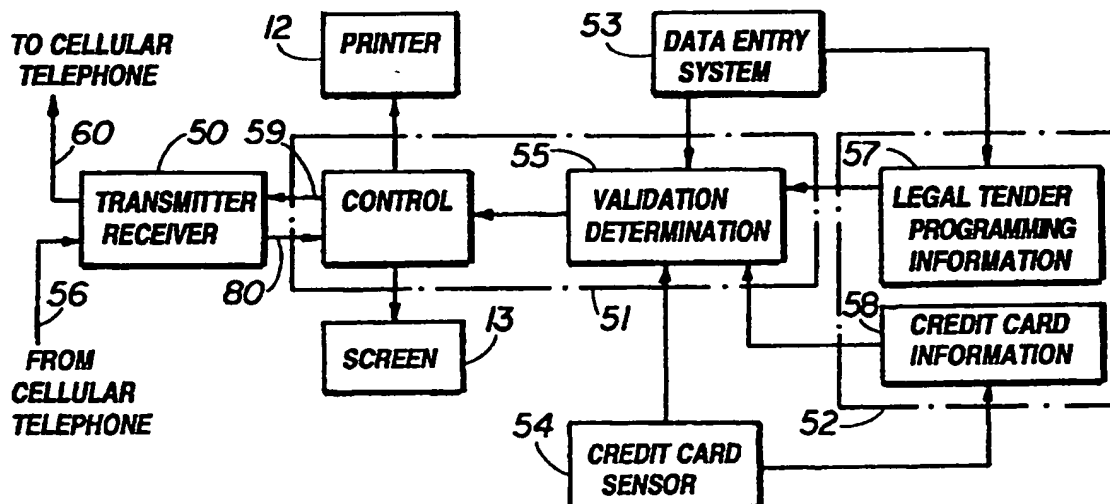 TO CELLULAR
TELEPHONE
60
50
59
12
PRINTER
53
DATA ENTRY
SYSTEM
TRANSMITTER
RECEIVER
CONTROL
55
VALIDATION
DETERMINATION
57
LEGAL TENDER
PROGRAMMING
INFORMATION
56
80
51
58
CREDIT CARD
INFORMATION
FROM
CELLULAR
TELEPHONE
SCREEN
13
52
54
CREDIT CARD
SENSOR